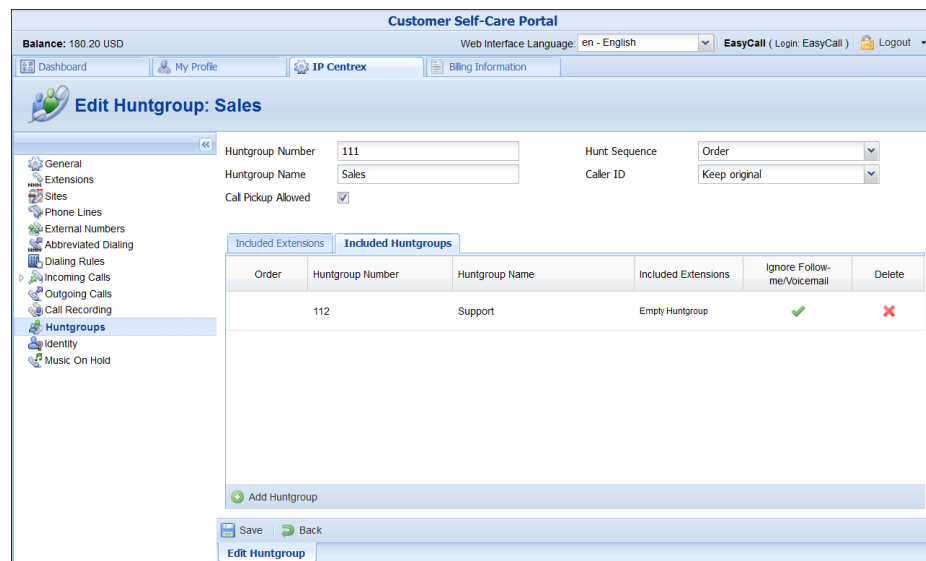 Customer Self-Care Portal
Balance: 180.20 USD
Web Interface Language: en - English
EasyCall ( Login: EasyCall )
Logout
Dashboard
My Profile
IP Centrex
Biling Information
Edit Huntgroup: Sales
General
Extensions
Sites
Phone Lines
External Numbers
Abbreviated Dialing
Dialing Rules
Incoming Calls
Outgoing Calls
Call Recording
Huntgroups
Identity
Music On Hold
Huntgroup Number 111 Hunt Sequence Order
Huntgroup Name Sales Caller ID Keep original
Call Pickup Allowed
Included Extensions Included Huntgroups
Order Huntgroup Number Huntgroup Name Included Extensions Ignore Follow-
me/Voicemail Delete
112 Support Empty Huntgroup
Add Huntgroup
Save Back
Edit Huntgroup